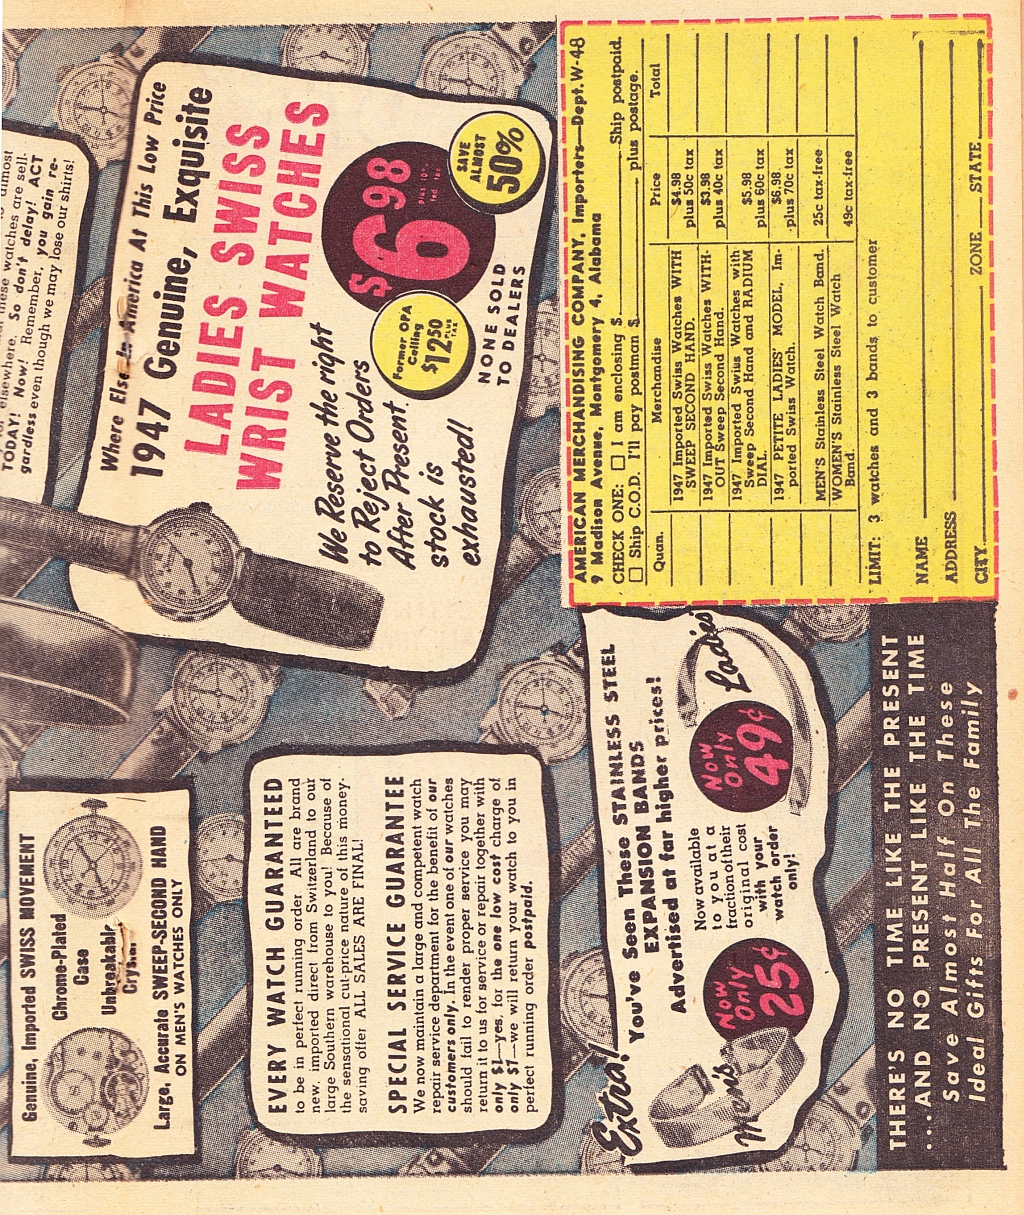 almost
or elsewhere, these watches are sell-
TODAY! Now! So don't delay! ACT
Remember, you gain re-
gardless even though we may lose our shirts!
Where Else In America At This Low Price
1947 Genuine, Exquisite
LADIES SWISS
WRIST WATCHES
$6.98
Plus 10%
Fed. Tax
SAVE
ALMOST
50%
Former OPA
Ceiling
$12.50
PLUS
TAX
We Reserve the right
to Reject Orders
After Present
stock is
exhausted!
NONE SOLD
TO DEALERS
Genuine, Imported SWISS MOVEMENT
Chrome-Plated
Case
Unbreakable
Crystal
Large, Accurate SWEEP-SECOND HAND
ON MEN'S WATCHES ONLY
EVERY WATCH GUARANTEED
to be in perfect running order. All are brand
new, imported direct from Switzerland to our
large Southern warehouse to you! Because of
the sensational cut-price nature of this money-
saving offer ALL SALES ARE FINAL!
SPECIAL SERVICE GUARANTEE
We now maintain a large and competent watch
repair service department for the benefit of our
customers only. In the event one of our watches
should fail to render proper service you may
return it to us for service or repair together with
only $1—yes, for the one low cost charge of
only $1—we will return your watch to you in
perfect running order postpaid.
Extra!
You've Seen These STAINLESS STEEL
EXPANSION BANDS
Advertised at far higher prices!
Men's
Now
Only
25¢
Now available
to you at a
fraction of their
original cost
with your
watch order
only!
Now
Only
49¢
Ladies
THERE'S NO TIME LIKE THE PRESENT
....AND NO PRESENT LIKE THE TIME
Save Almost Half On These
Ideal Gifts For All The Family
AMERICAN MERCHANDISING COMPANY, Importers—Dept. W-48
9 Madison Avenue, Montgomery 4, Alabama
CHECK ONE: □ I am enclosing $ Ship postpaid.
□ Ship C.O.D. I'll pay postman $ plus postage.
Quan. Merchandise Price Total
1947 Imported Swiss Watches WITH $4.98
SWEEP SECOND HAND. plus 50c tax
1947 Imported Swiss Watches WITH- $3.98
OUT Sweep Second Hand. plus 40c tax
1947 Imported Swiss Watches with
Sweep Second Hand and RADIUM $5.98
DIAL. plus 60c tax
1947 PETITE LADIES' MODEL, Im- $6.98
ported Swiss Watch. plus 70c tax
MEN'S Stainless Steel Watch Band. 25c tax-free
WOMEN'S Stainless Steel Watch
Band. 49c tax-free
LIMIT: 3 watches and 3 bands to customer
NAME
ADDRESS
CITY ZONE STATE